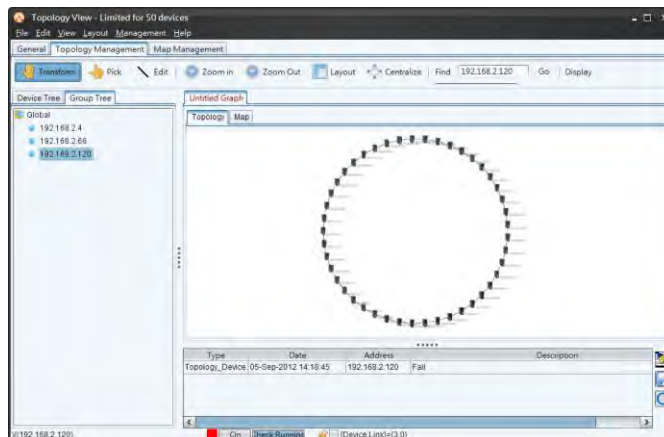 Topology View - Limited for 50 devices
File Edit View Layout Management Help
General Topology Management Map Management
Transform Pick Edit Zoom in Zoom Out Layout Centralize Find 192.168.2.120 Go Display
Device Tree Group Tree
Untitled Graph
Global
192.168.2.4
192.168.2.66
192.168.2.120
Topology Map
Type Date Address Description
Topology_Device 05-Sep-2012 14:18:45 192.168.2.120 Fail
V(192.168.2.120)
On Check Running (Device,Link)=(3,0)